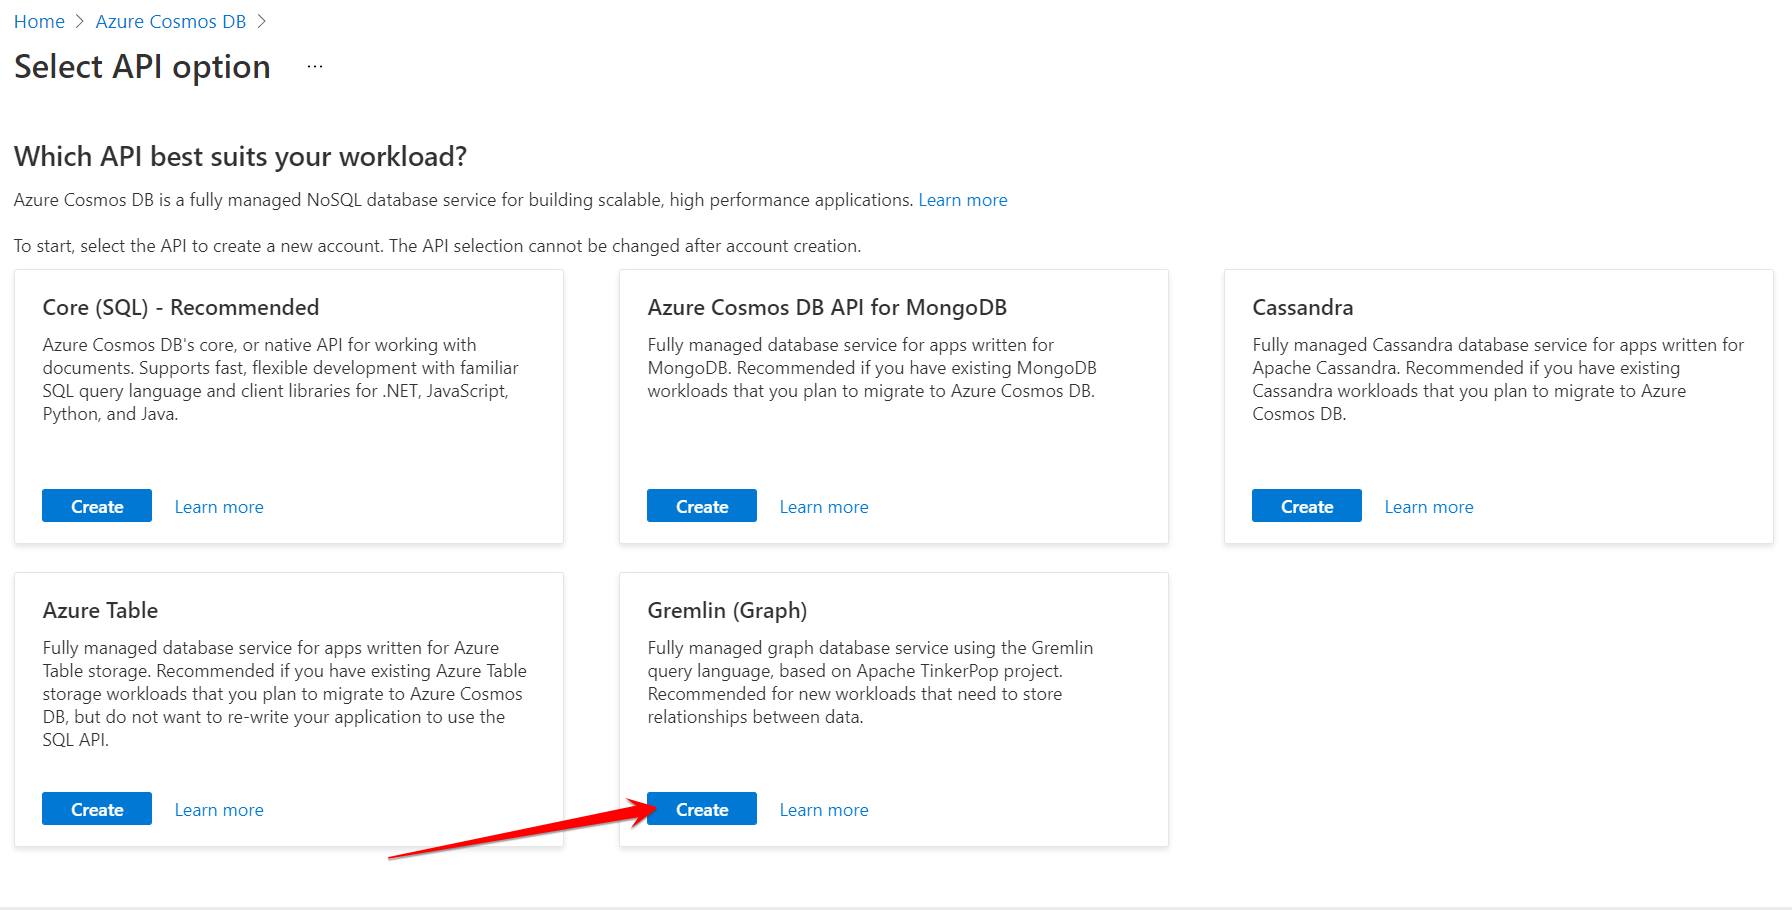 Home > Azure Cosmos DB >
Select API option ...
Which API best suits your workload?
Azure Cosmos DB is a fully managed NoSQL database service for building scalable, high performance applications. Learn more
To start, select the API to create a new account. The API selection cannot be changed after account creation.
Core (SQL) - Recommended
Azure Cosmos DB's core, or native API for working with
documents. Supports fast, flexible development with familiar
SQL query language and client libraries for .NET, JavaScript,
Python, and Java.
Create Learn more
Azure Cosmos DB API for MongoDB
Fully managed database service for apps written for
MongoDB. Recommended if you have existing MongoDB
workloads that you plan to migrate to Azure Cosmos DB.
Create Learn more
Cassandra
Fully managed Cassandra database service for apps written for
Apache Cassandra. Recommended if you have existing
Cassandra workloads that you plan to migrate to Azure
Cosmos DB.
Create Learn more
Azure Table
Fully managed database service for apps written for Azure
Table storage. Recommended if you have existing Azure Table
storage workloads that you plan to migrate to Azure Cosmos
DB, but do not want to re-write your application to use the
SQL API.
Create Learn more
Gremlin (Graph)
Fully managed graph database service using the Gremlin
query language, based on Apache TinkerPop project.
Recommended for new workloads that need to store
relationships between data.
Create Learn more